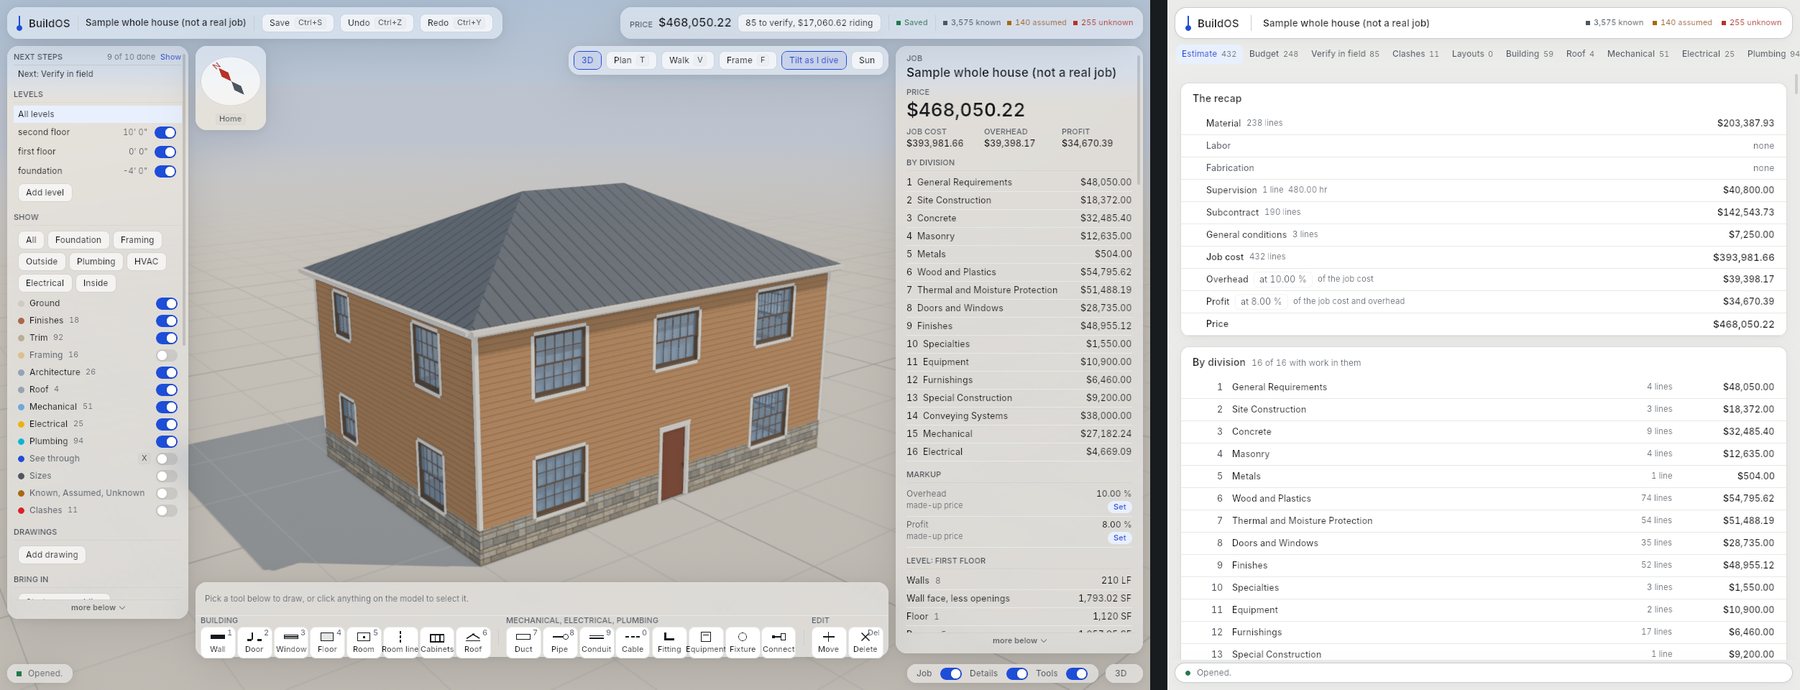 BuildOS
Sample whole house (not a real job)
Save Ctrl+S
Undo Ctrl+Z
Redo Ctrl+Y
PRICE $468,050.22
85 to verify, $17,060.62 riding
Saved
3,575 known
140 assumed
255 unknown
NEXT STEPS 9 of 10 done Show
Next: Verify in field
LEVELS
All levels
second floor 10' 0"
first floor 0' 0"
foundation -4' 0"
Add level
SHOW
All Foundation Framing
Outside Plumbing HVAC
Electrical Inside
Ground
Finishes 18
Trim 92
Framing 16
Architecture 26
Roof 4
Mechanical 51
Electrical 25
Plumbing 94
See through X
Sizes
Known, Assumed, Unknown
Clashes 11
DRAWINGS
Add drawing
BRING IN
more below
N
Home
3D
Plan T
Walk V
Frame F
Tilt as I dive
Sun
JOB
Sample whole house (not a real job)
PRICE
$468,050.22
JOB COST OVERHEAD PROFIT
$393,981.66 $39,398.17 $34,670.39
BY DIVISION
1 General Requirements $48,050.00
2 Site Construction $18,372.00
3 Concrete $32,485.40
4 Masonry $12,635.00
5 Metals $504.00
6 Wood and Plastics $54,795.62
7 Thermal and Moisture Protection $51,488.19
8 Doors and Windows $28,735.00
9 Finishes $48,955.12
10 Specialties $1,550.00
11 Equipment $10,900.00
12 Furnishings $6,460.00
13 Special Construction $9,200.00
14 Conveying Systems $38,000.00
15 Mechanical $27,182.24
16 Electrical $4,669.09
MARKUP
Overhead 10.00 %
made-up price Set
Profit 8.00 %
made-up price Set
LEVEL: FIRST FLOOR
Walls 8 210 LF
Wall face, less openings 1,793.02 SF
Floor 1 1,120 SF
more below
Pick a tool below to draw, or click anything on the model to select it.
BUILDING
Wall 1
Door 2
Window 3
Floor 4
Room 5
Room line
Cabinets
Roof 6
MECHANICAL, ELECTRICAL, PLUMBING
Duct 7
Pipe 8
Conduit 9
Cable 0
Fitting
Equipment
Fixture
Connect
EDIT
Move
Delete Del
Opened.
Job
Details
Tools
3D
BuildOS
Sample whole house (not a real job)
3,575 known
140 assumed
255 unknown
Estimate 432
Budget 248
Verify in field 85
Clashes 11
Layouts 0
Building 59
Roof 4
Mechanical 51
Electrical 25
Plumbing 94
The recap
Material 238 lines $203,387.93
Labor none
Fabrication none
Supervision 1 line 480.00 hr $40,800.00
Subcontract 190 lines $142,543.73
General conditions 3 lines $7,250.00
Job cost 432 lines $393,981.66
Overhead at 10.00 % of the job cost $39,398.17
Profit at 8.00 % of the job cost and overhead $34,670.39
Price $468,050.22
By division 16 of 16 with work in them
1 General Requirements 4 lines $48,050.00
2 Site Construction 3 lines $18,372.00
3 Concrete 9 lines $32,485.40
4 Masonry 4 lines $12,635.00
5 Metals 1 line $504.00
6 Wood and Plastics 74 lines $54,795.62
7 Thermal and Moisture Protection 54 lines $51,488.19
8 Doors and Windows 35 lines $28,735.00
9 Finishes 52 lines $48,955.12
10 Specialties 3 lines $1,550.00
11 Equipment 2 lines $10,900.00
12 Furnishings 17 lines $6,460.00
13 Special Construction 1 line $9,200.00
Opened.